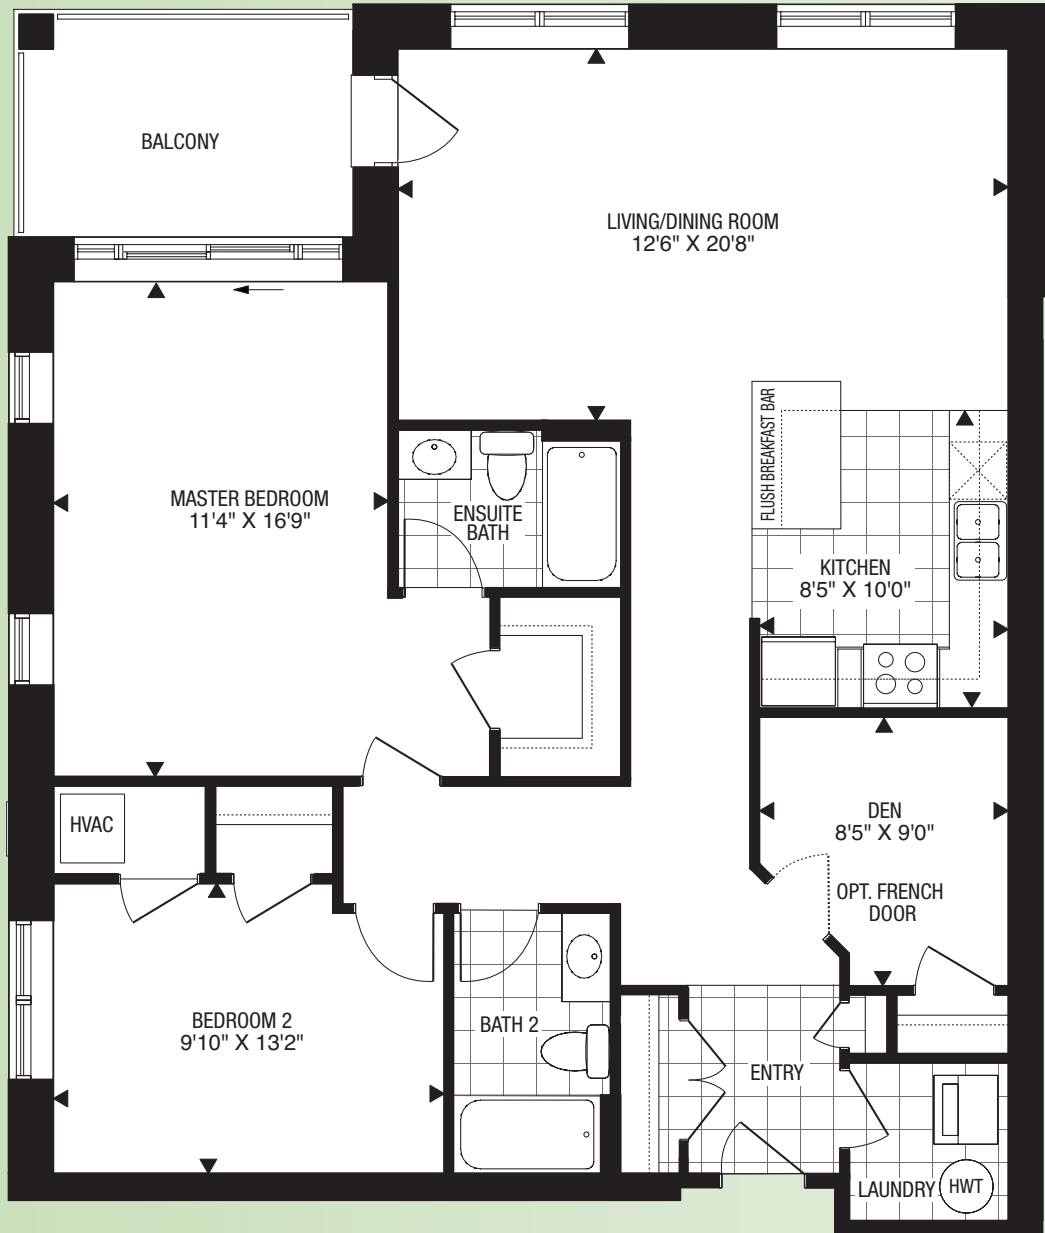 BALCONY
LIVING/DINING ROOM
12'6" X 20'8"
FLUSH BREAKFAST BAR
MASTER BEDROOM
11'4" X 16'9"
ENSUITE
BATH
KITCHEN
8'5" X 10'0"
HVAC
DEN
8'5" X 9'0"
OPT. FRENCH
DOOR
BEDROOM 2
9'10" X 13'2"
BATH 2
ENTRY
LAUNDRY
HWT